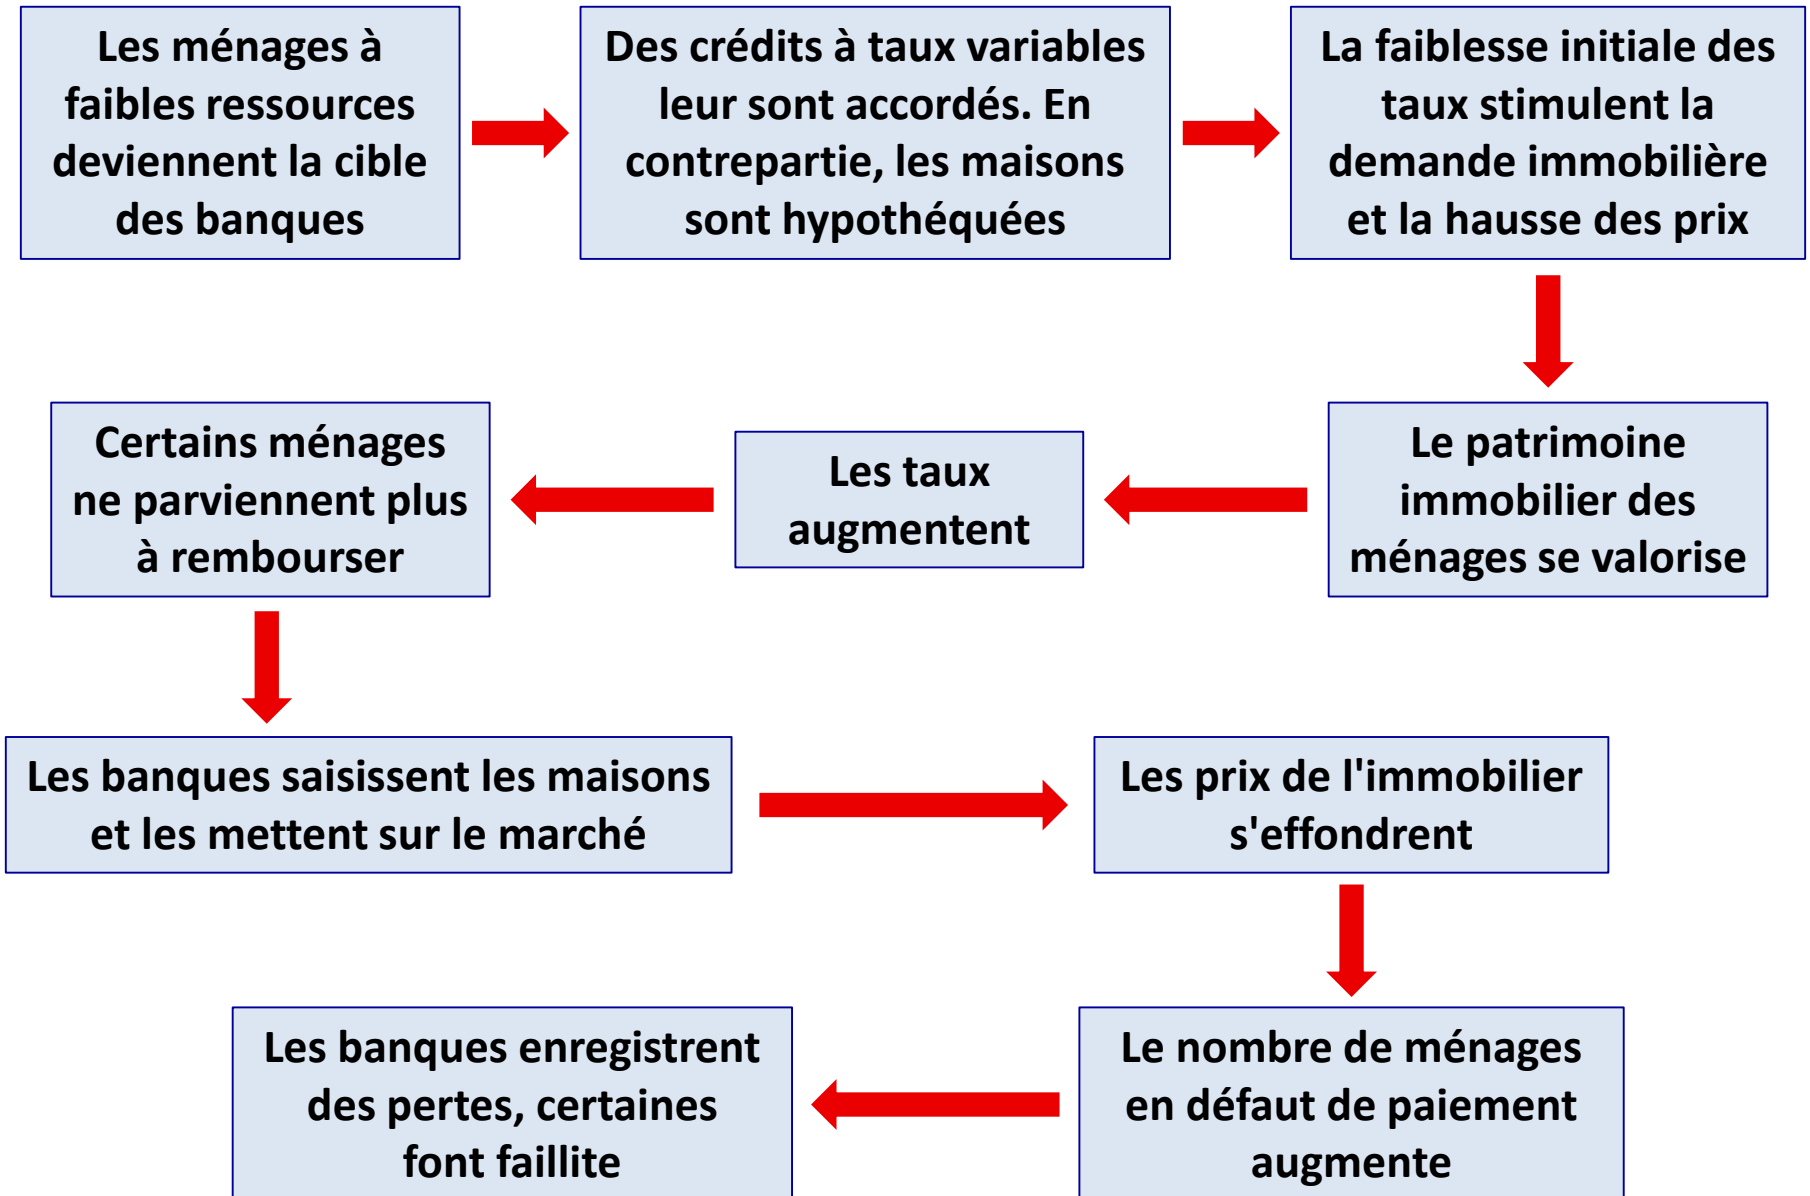 Les ménages à
faibles ressources
deviennent la cible
des banques
Des crédits à taux variables
leur sont accordés. En
contrepartie, les maisons
sont hypothéquées
La faiblesse initiale des
taux stimulent la
demande immobilière
et la hausse des prix
Le patrimoine
immobilier des
ménages se valorise
Les taux
augmentent
Certains ménages
ne parviennent plus
à rembourser
Les banques saisissent les maisons
et les mettent sur le marché
Les prix de l'immobilier
s'effondrent
Le nombre de ménages
en défaut de paiement
augmente
Les banques enregistrent
des pertes, certaines
font faillite